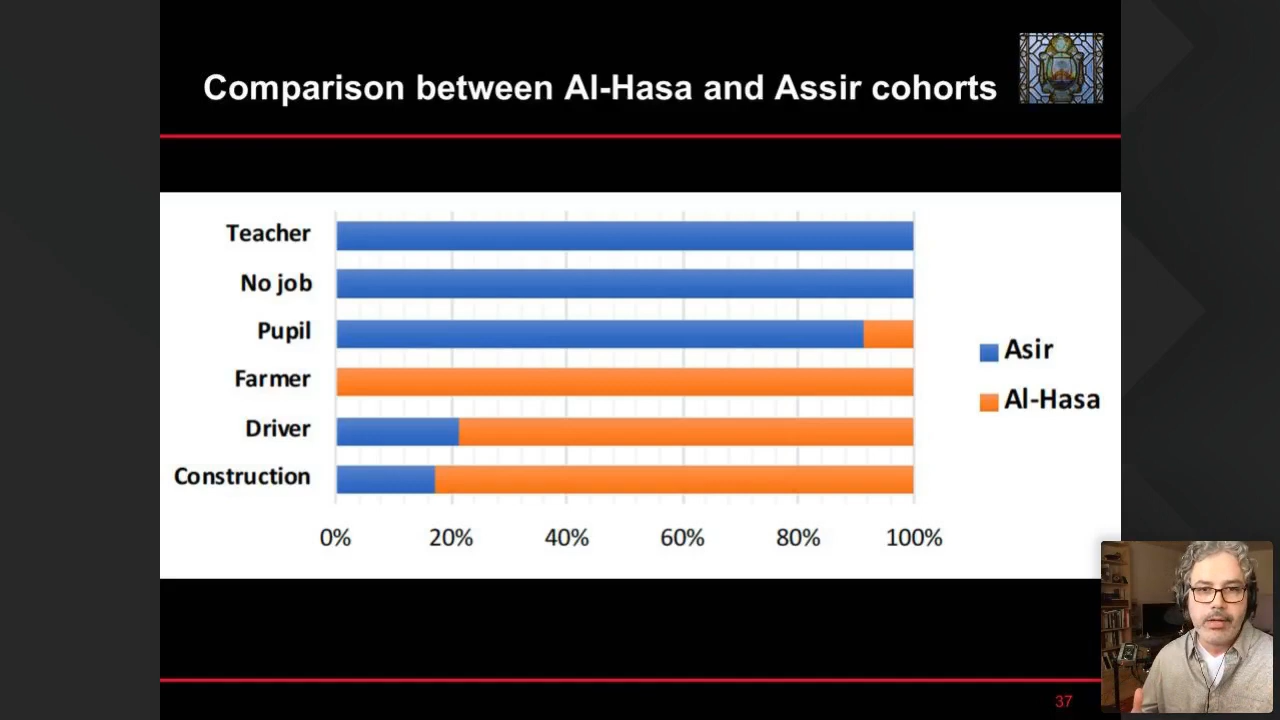 Comparison between Al-Hasa and Assir cohorts
Teacher
No job
Pupil
Farmer
Driver
Construction
0% 20% 40% 60% 80% 100%
Asir
Al-Hasa
37